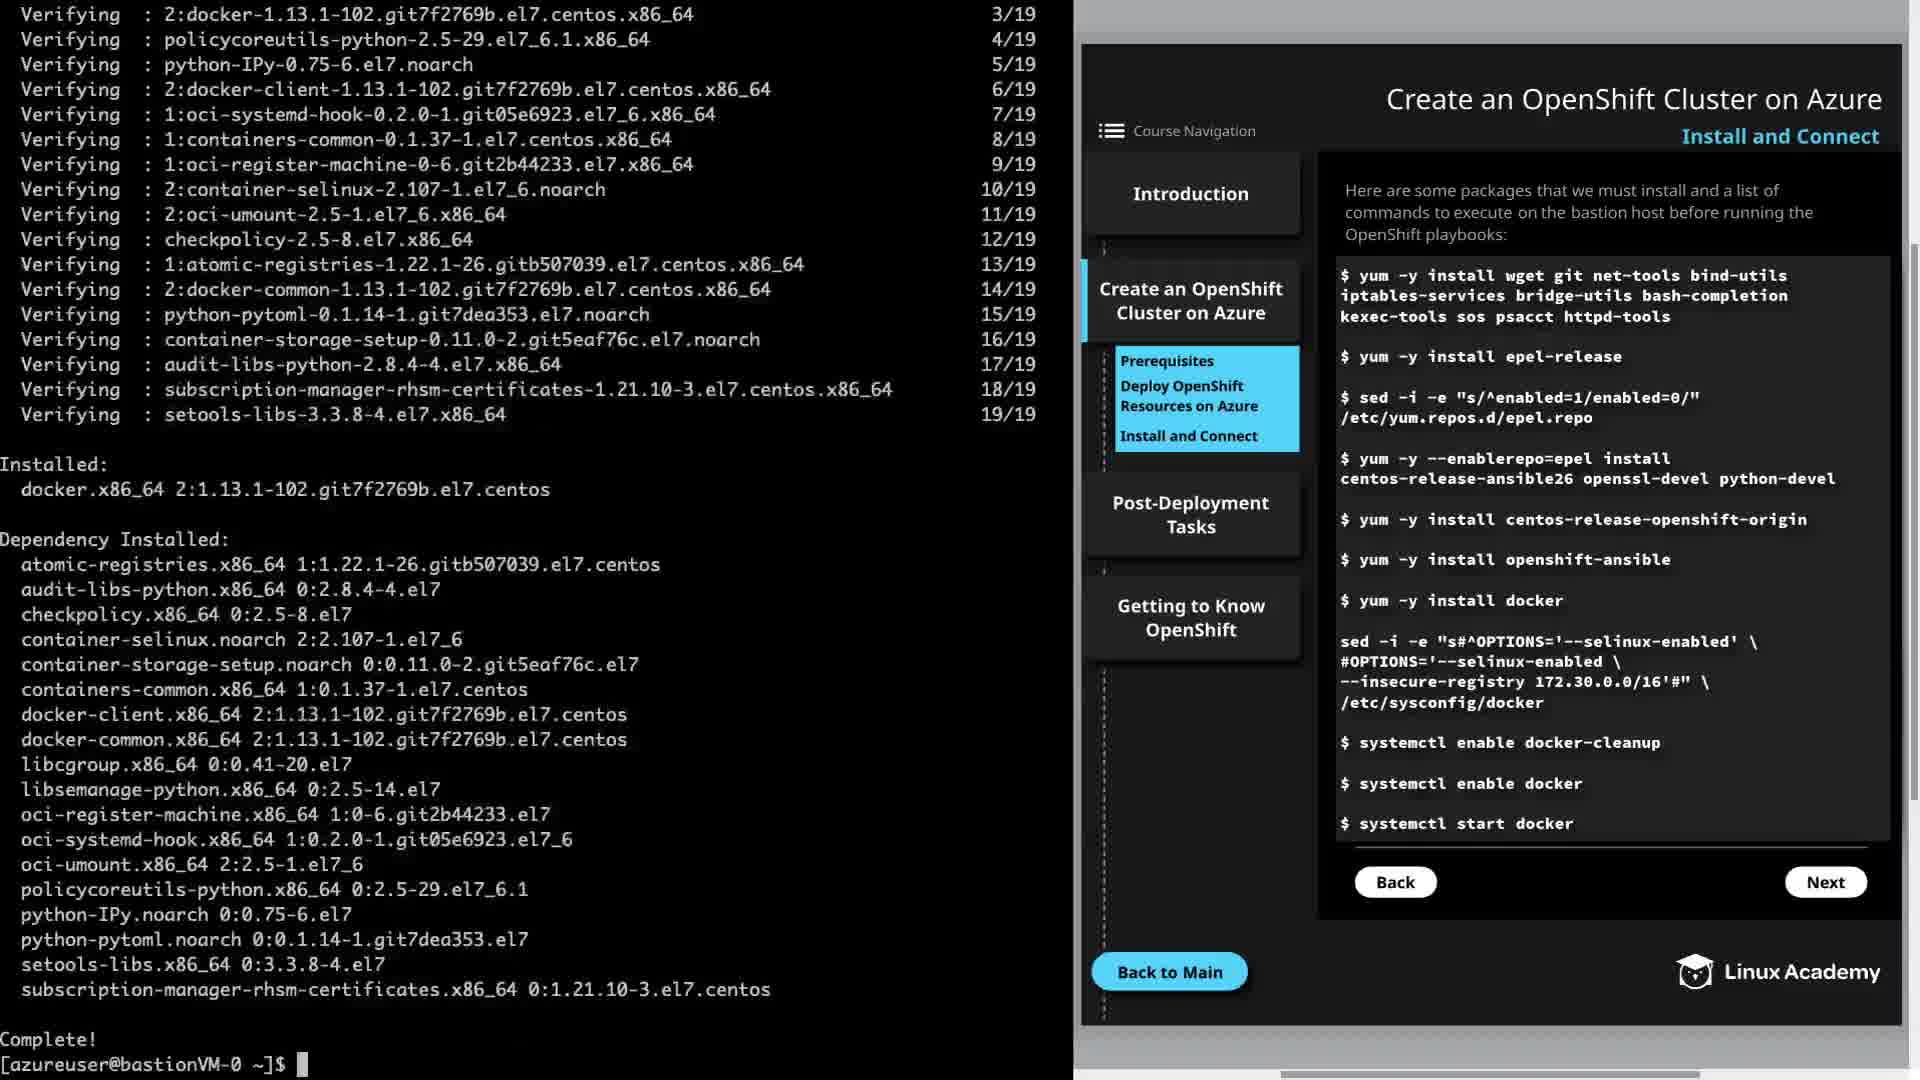 Verifying  : 2:docker-1.13.1-102.git7f2769b.el7.centos.x86_64 3/19
Verifying  : policycoreutils-python-2.5-29.el7_6.1.x86_64 4/19
Verifying  : python-IPy-0.75-6.el7.noarch 5/19
Verifying  : 2:docker-client-1.13.1-102.git7f2769b.el7.centos.x86_64 6/19
Verifying  : 1:oci-systemd-hook-0.2.0-1.git05e6923.el7_6.x86_64 7/19
Verifying  : 1:containers-common-0.1.37-1.el7.centos.x86_64 8/19
Verifying  : 1:oci-register-machine-0-6.git2b44233.el7.x86_64 9/19
Verifying  : 2:container-selinux-2.107-1.el7_6.noarch 10/19
Verifying  : 2:oci-umount-2.5-1.el7_6.x86_64 11/19
Verifying  : checkpolicy-2.5-8.el7.x86_64 12/19
Verifying  : 1:atomic-registries-1.22.1-26.gitb507039.el7.centos.x86_64 13/19
Verifying  : 2:docker-common-1.13.1-102.git7f2769b.el7.centos.x86_64 14/19
Verifying  : python-pytoml-0.1.14-1.git7dea353.el7.noarch 15/19
Verifying  : container-storage-setup-0.11.0-2.git5eaf76c.el7.noarch 16/19
Verifying  : audit-libs-python-2.8.4-4.el7.x86_64 17/19
Verifying  : subscription-manager-rhsm-certificates-1.21.10-3.el7.centos.x86_64 18/19
Verifying  : setools-libs-3.3.8-4.el7.x86_64 19/19
Installed:
docker.x86_64 2:1.13.1-102.git7f2769b.el7.centos
Dependency Installed:
atomic-registries.x86_64 1:1.22.1-26.gitb507039.el7.centos
audit-libs-python.x86_64 0:2.8.4-4.el7
checkpolicy.x86_64 0:2.5-8.el7
container-selinux.noarch 2:2.107-1.el7_6
container-storage-setup.noarch 0:0.11.0-2.git5eaf76c.el7
containers-common.x86_64 1:0.1.37-1.el7.centos
docker-client.x86_64 2:1.13.1-102.git7f2769b.el7.centos
docker-common.x86_64 2:1.13.1-102.git7f2769b.el7.centos
libcgroup.x86_64 0:0.41-20.el7
libsemanage-python.x86_64 0:2.5-14.el7
oci-register-machine.x86_64 1:0-6.git2b44233.el7
oci-systemd-hook.x86_64 1:0.2.0-1.git05e6923.el7_6
oci-umount.x86_64 2:2.5-1.el7_6
policycoreutils-python.x86_64 0:2.5-29.el7_6.1
python-IPy.noarch 0:0.75-6.el7
python-pytoml.noarch 0:0.1.14-1.git7dea353.el7
setools-libs.x86_64 0:3.3.8-4.el7
subscription-manager-rhsm-certificates.x86_64 0:1.21.10-3.el7.centos
Complete!
[azureuser@bastionVM-0 ~]$
Create an OpenShift Cluster on Azure
Install and Connect
Course Navigation
Introduction
Create an OpenShift
Cluster on Azure
Prerequisites
Deploy OpenShift
Resources on Azure
Install and Connect
Post-Deployment
Tasks
Getting to Know
OpenShift
Back to Main
Here are some packages that we must install and a list of
commands to execute on the bastion host before running the
OpenShift playbooks:
$ yum -y install wget git net-tools bind-utils
iptables-services bridge-utils bash-completion
kexec-tools sos psacct httpd-tools
$ yum -y install epel-release
$ sed -i -e "s/^enabled=1/enabled=0/"
/etc/yum.repos.d/epel.repo
$ yum -y --enablerepo=epel install
centos-release-ansible26 openssl-devel python-devel
$ yum -y install centos-release-openshift-origin
$ yum -y install openshift-ansible
$ yum -y install docker
sed -i -e "s#^OPTIONS='--selinux-enabled' \
#OPTIONS='--selinux-enabled \
--insecure-registry 172.30.0.0/16'#" \
/etc/sysconfig/docker
$ systemctl enable docker-cleanup
$ systemctl enable docker
$ systemctl start docker
Back
Next
Linux Academy